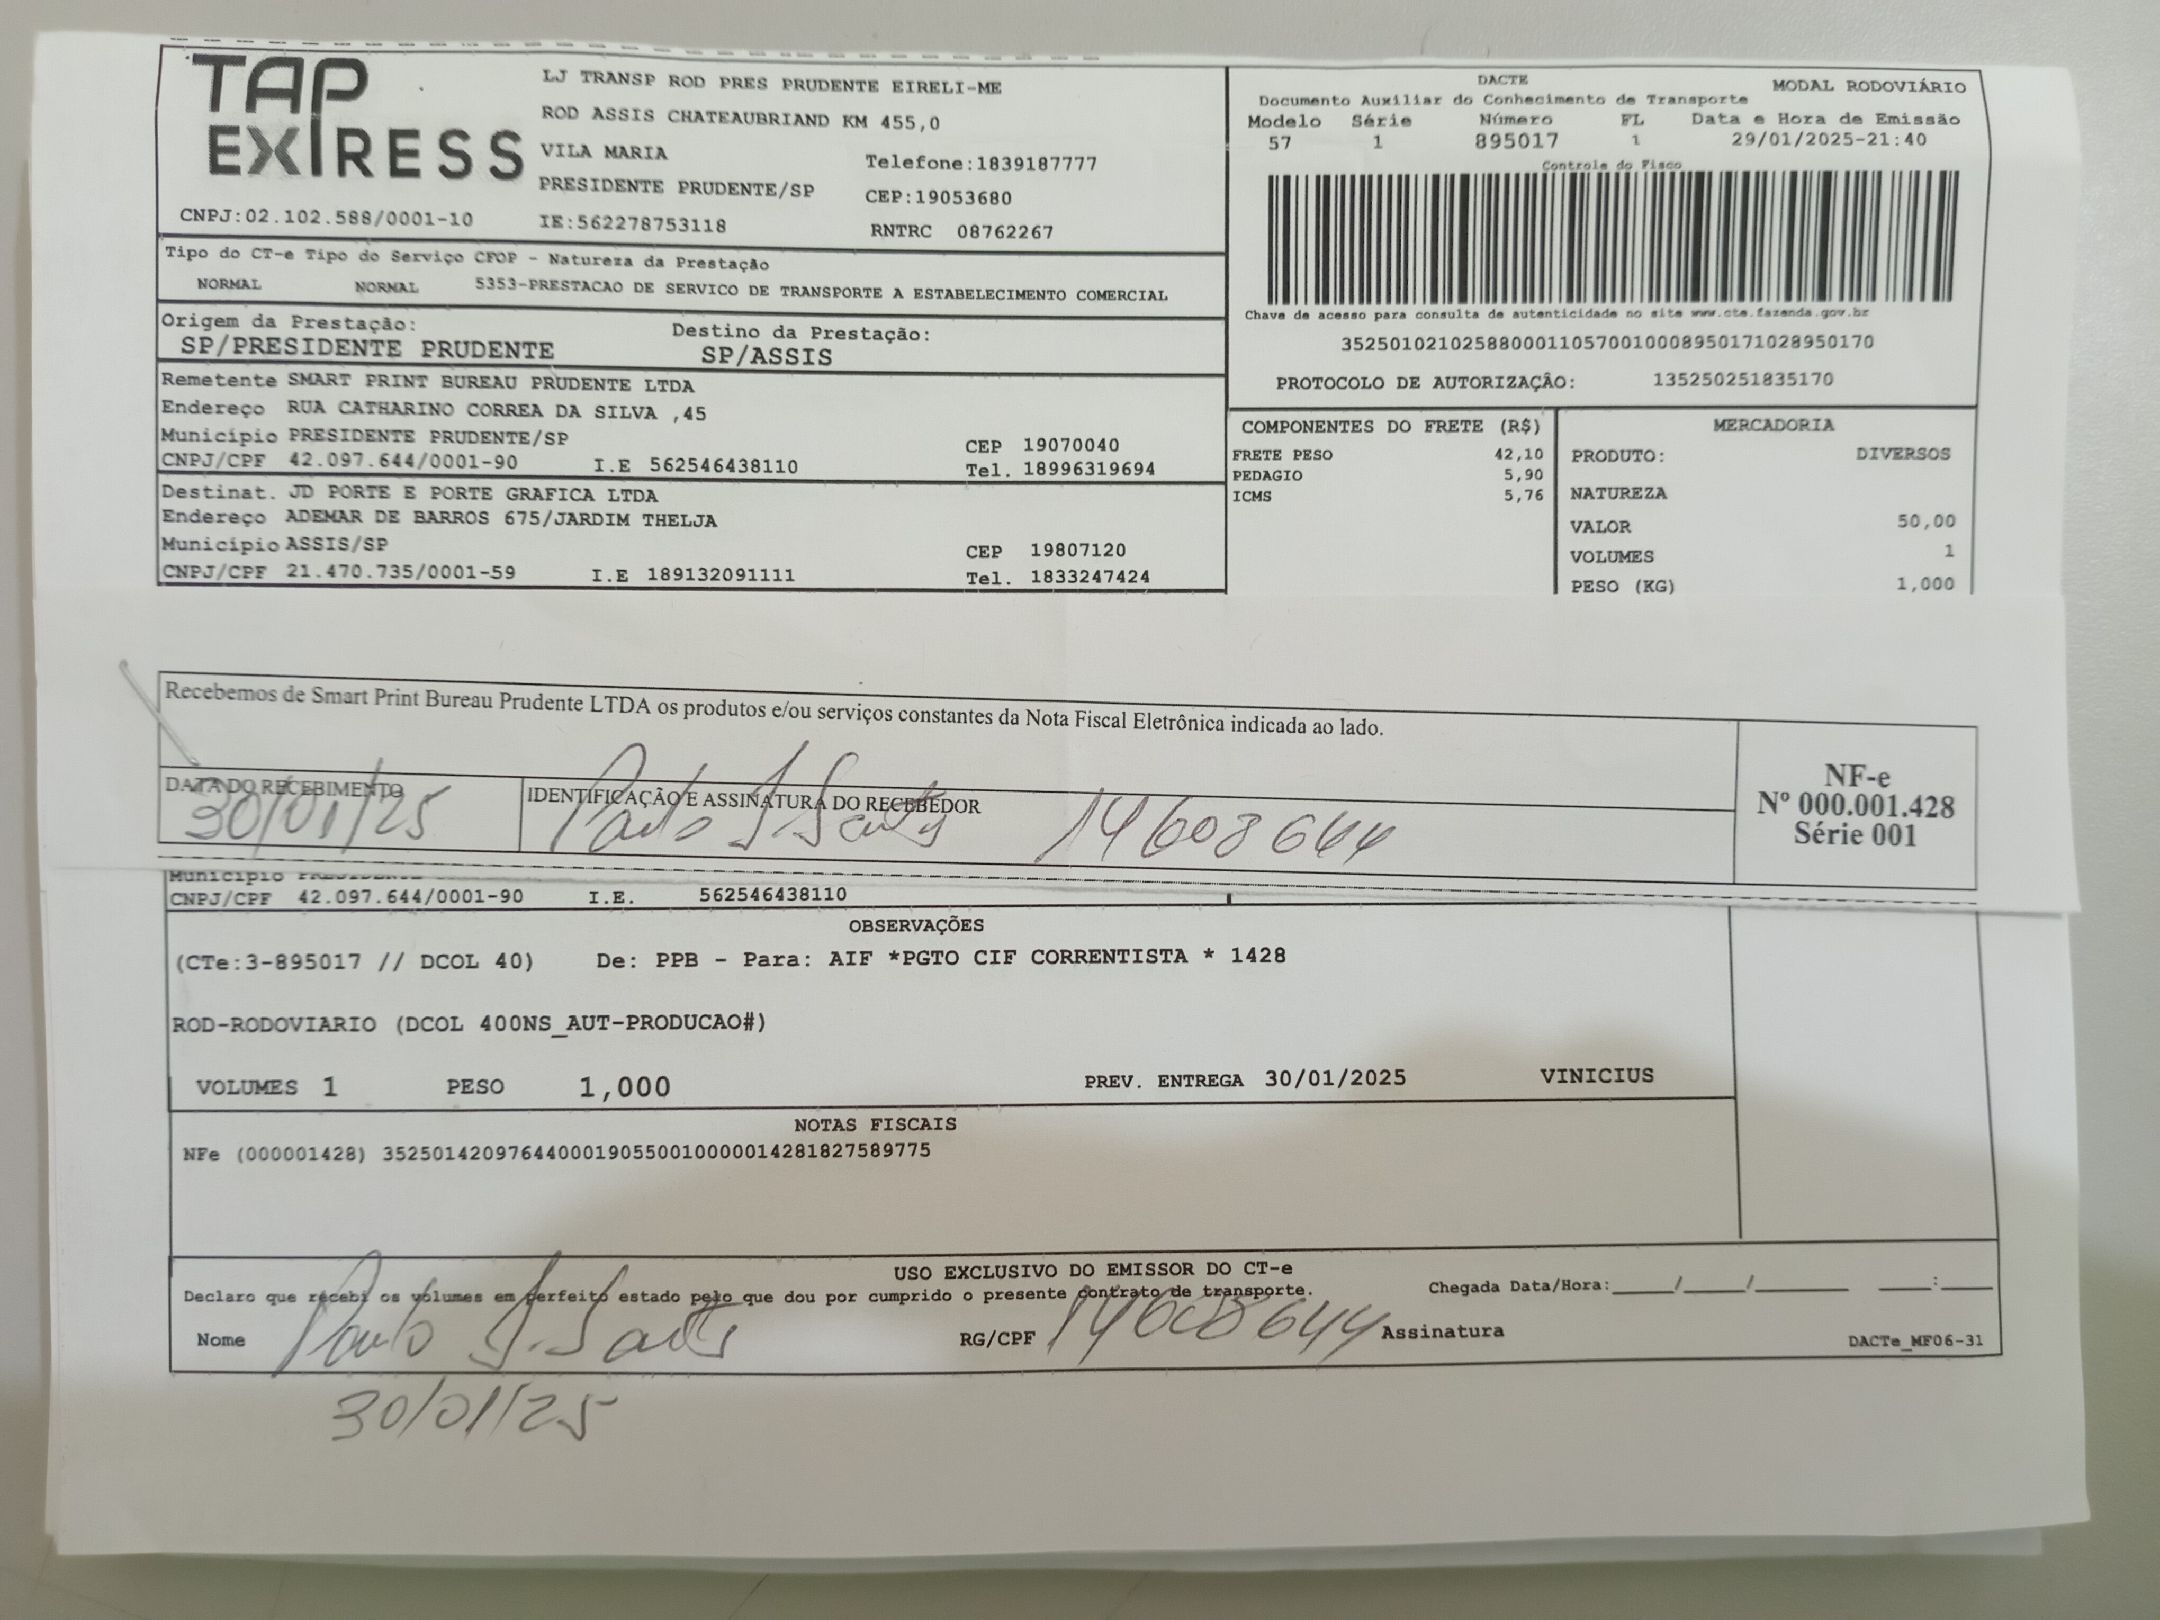 TAP EXPRESS
LJ TRANSP ROD PRES PRUDENTE EIRELI-ME
ROD ASSIS CHATEAUBRIAND KM 455,0
VILA MARIA Telefone:1839187777
PRESIDENTE PRUDENTE/SP CEP:19053680
CNPJ:02.102.588/0001-10 IE:562278753118 RNTRC 08762267
DACTE MODAL RODOVIÁRIO
Documento Auxiliar do Conhecimento de Transporte
Modelo Série Número FL Data e Hora de Emissão
57 1 895017 1 29/01/2025-21:40
Controle do Fisco
Chave de acesso para consulta de autenticidade no site www.cte.fazenda.gov.br
35250102102588000110570010008950171028950170
PROTOCOLO DE AUTORIZAÇÃO: 135250251835170
Tipo do CT-e Tipo do Serviço CFOP - Natureza da Prestação
NORMAL NORMAL 5353-PRESTACAO DE SERVICO DE TRANSPORTE A ESTABELECIMENTO COMERCIAL
Origem da Prestação: Destino da Prestação:
SP/PRESIDENTE PRUDENTE SP/ASSIS
Remetente SMART PRINT BUREAU PRUDENTE LTDA
Endereço RUA CATHARINO CORREA DA SILVA ,45
Município PRESIDENTE PRUDENTE/SP CEP 19070040
CNPJ/CPF 42.097.644/0001-90 I.E 562546438110 Tel. 18996319694
Destinat. JD PORTE E PORTE GRAFICA LTDA
Endereço ADEMAR DE BARROS 675/JARDIM THELJA
Município ASSIS/SP CEP 19807120
CNPJ/CPF 21.470.735/0001-59 I.E 189132091111 Tel. 1833247424
COMPONENTES DO FRETE (R$)
FRETE PESO 42,10
PEDAGIO 5,90
ICMS 5,76
MERCADORIA
PRODUTO: DIVERSOS
NATUREZA
VALOR 50,00
VOLUMES 1
PESO (KG) 1,000
Recebemos de Smart Print Bureau Prudente LTDA os produtos e/ou serviços constantes da Nota Fiscal Eletrônica indicada ao lado.
DATA DO RECEBIMENTO IDENTIFICAÇÃO E ASSINATURA DO RECEBEDOR
30/01/25 Paulo 14608644
NF-e
Nº 000.001.428
Série 001
Município
CNPJ/CPF 42.097.644/0001-90 I.E. 562546438110
OBSERVAÇÕES
(CTe:3-895017 // DCOL 40) De: PPB - Para: AIF *PGTO CIF CORRENTISTA * 1428
ROD-RODOVIARIO (DCOL 400NS_AUT-PRODUCAO#)
VOLUMES 1 PESO 1,000 PREV. ENTREGA 30/01/2025 VINICIUS
NOTAS FISCAIS
NFe (000001428) 35250142097644000190550010000014281827589775
USO EXCLUSIVO DO EMISSOR DO CT-e
Declaro que recebi os volumes em perfeito estado pelo que dou por cumprido o presente contrato de transporte. Chegada Data/Hora:____/____/______ ___:___
Nome Paulo RG/CPF 14608644 Assinatura DACTe_MF06-31
30/01/25